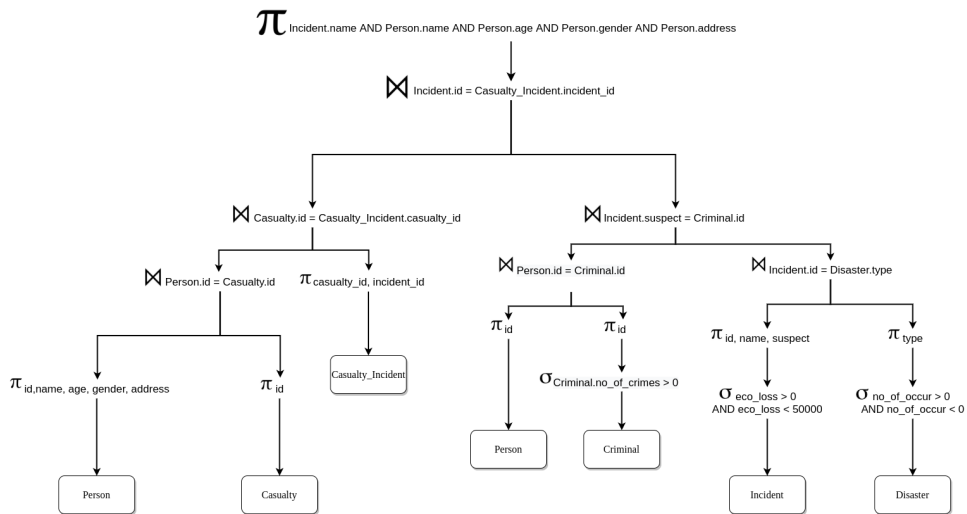 π Incident.name AND Person.name AND Person.age AND Person.gender AND Person.address
⋈ Incident.id = Casualty_Incident.incident_id
⋈ Casualty.id = Casualty_Incident.casualty_id
⋈ Incident.suspect = Criminal.id
⋈ Person.id = Casualty.id
π casualty_id, incident_id
⋈ Person.id = Criminal.id
⋈ Incident.id = Disaster.type
π id,name, age, gender, address
π id
Casualty_Incident
π id
π id
σ Criminal.no_of_crimes > 0
π id, name, suspect
π type
σ eco_loss > 0
AND eco_loss < 50000
σ no_of_occur > 0
AND no_of_occur < 0
Person
Casualty
Person
Criminal
Incident
Disaster